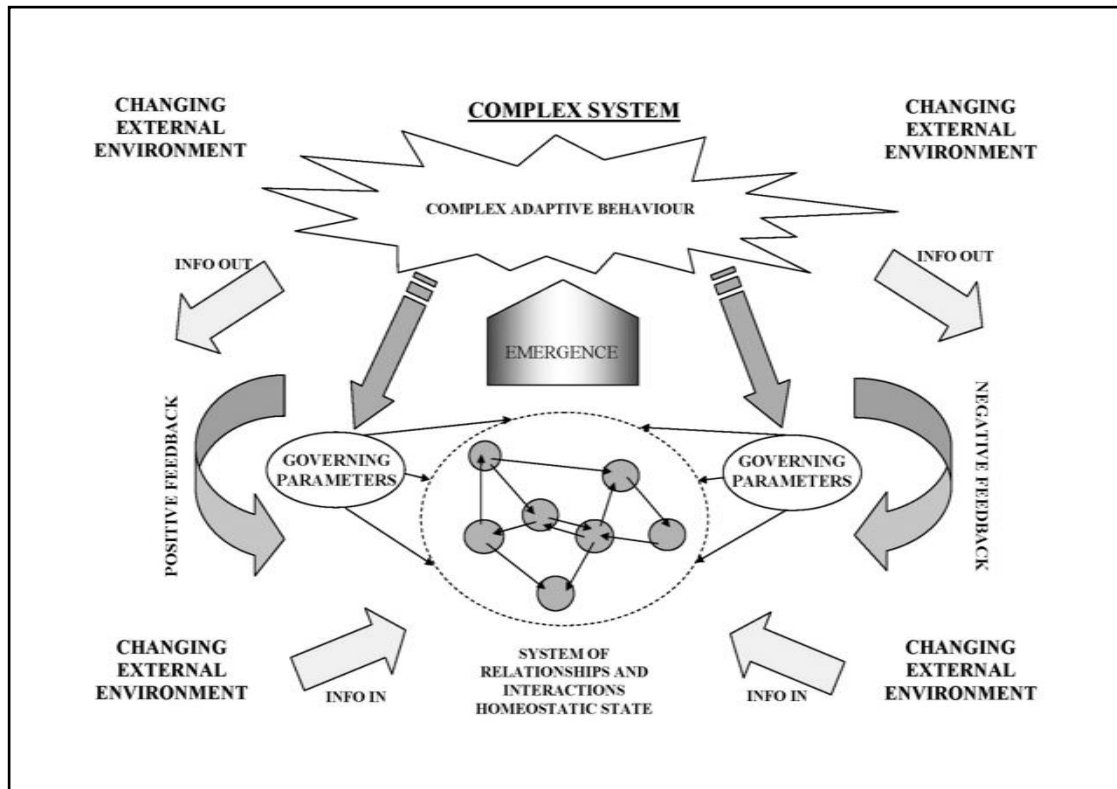 CHANGING
EXTERNAL
ENVIRONMENT
COMPLEX SYSTEM
CHANGING
EXTERNAL
ENVIRONMENT
COMPLEX ADAPTIVE BEHAVIOUR
INFO OUT
INFO OUT
EMERGENCE
POSITIVE FEEDBACK
GOVERNING
PARAMETERS
GOVERNING
PARAMETERS
NEGATIVE FEEDBACK
CHANGING
EXTERNAL
ENVIRONMENT
INFO IN
SYSTEM OF
RELATIONSHIPS AND
INTERACTIONS
HOMEOSTATIC STATE
INFO IN
CHANGING
EXTERNAL
ENVIRONMENT